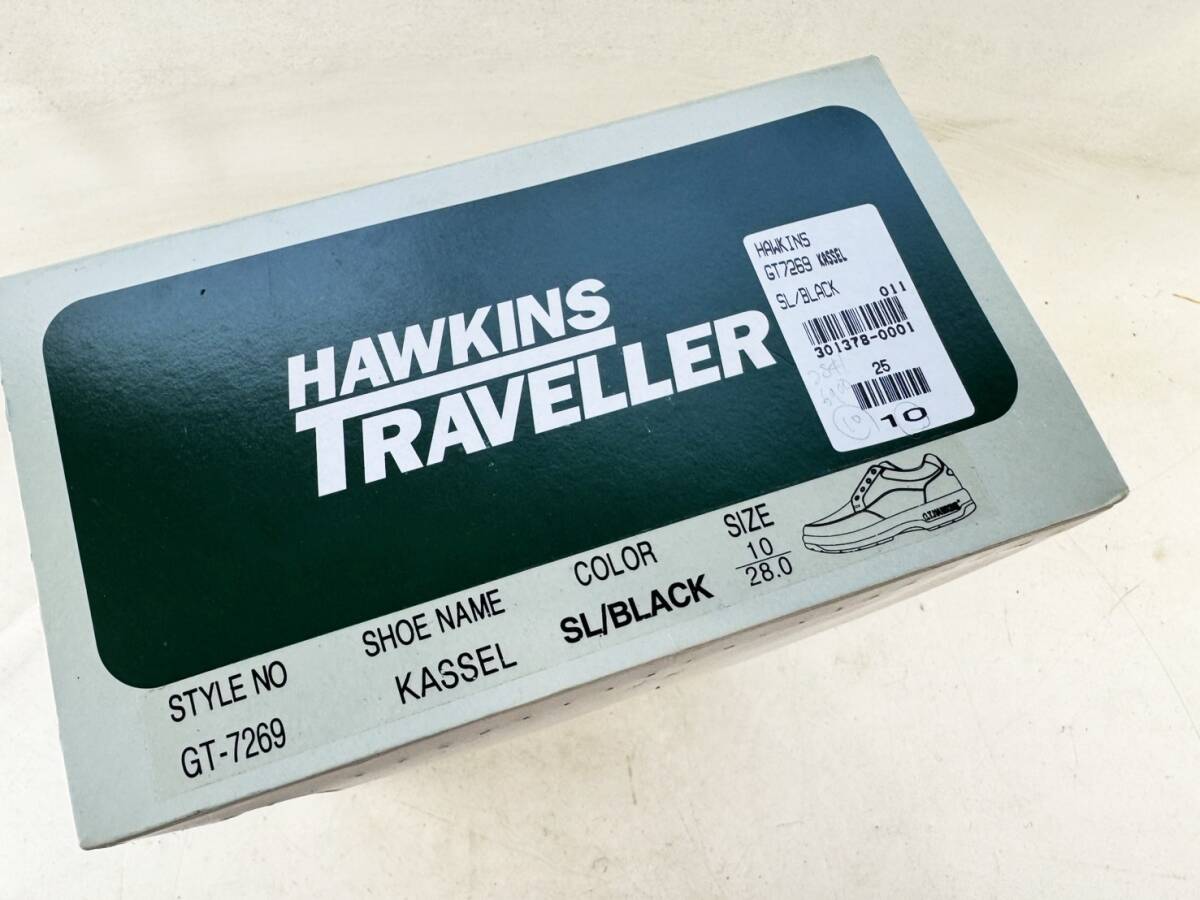 HAWKINS
TRAVELLER
HAWKINS
GT7269 KASSEL
SL/BLACK 011
301378-0001
25
10
STYLE NO
GT-7269
SHOE NAME
KASSEL
COLOR
SL/BLACK
SIZE
10
28.0